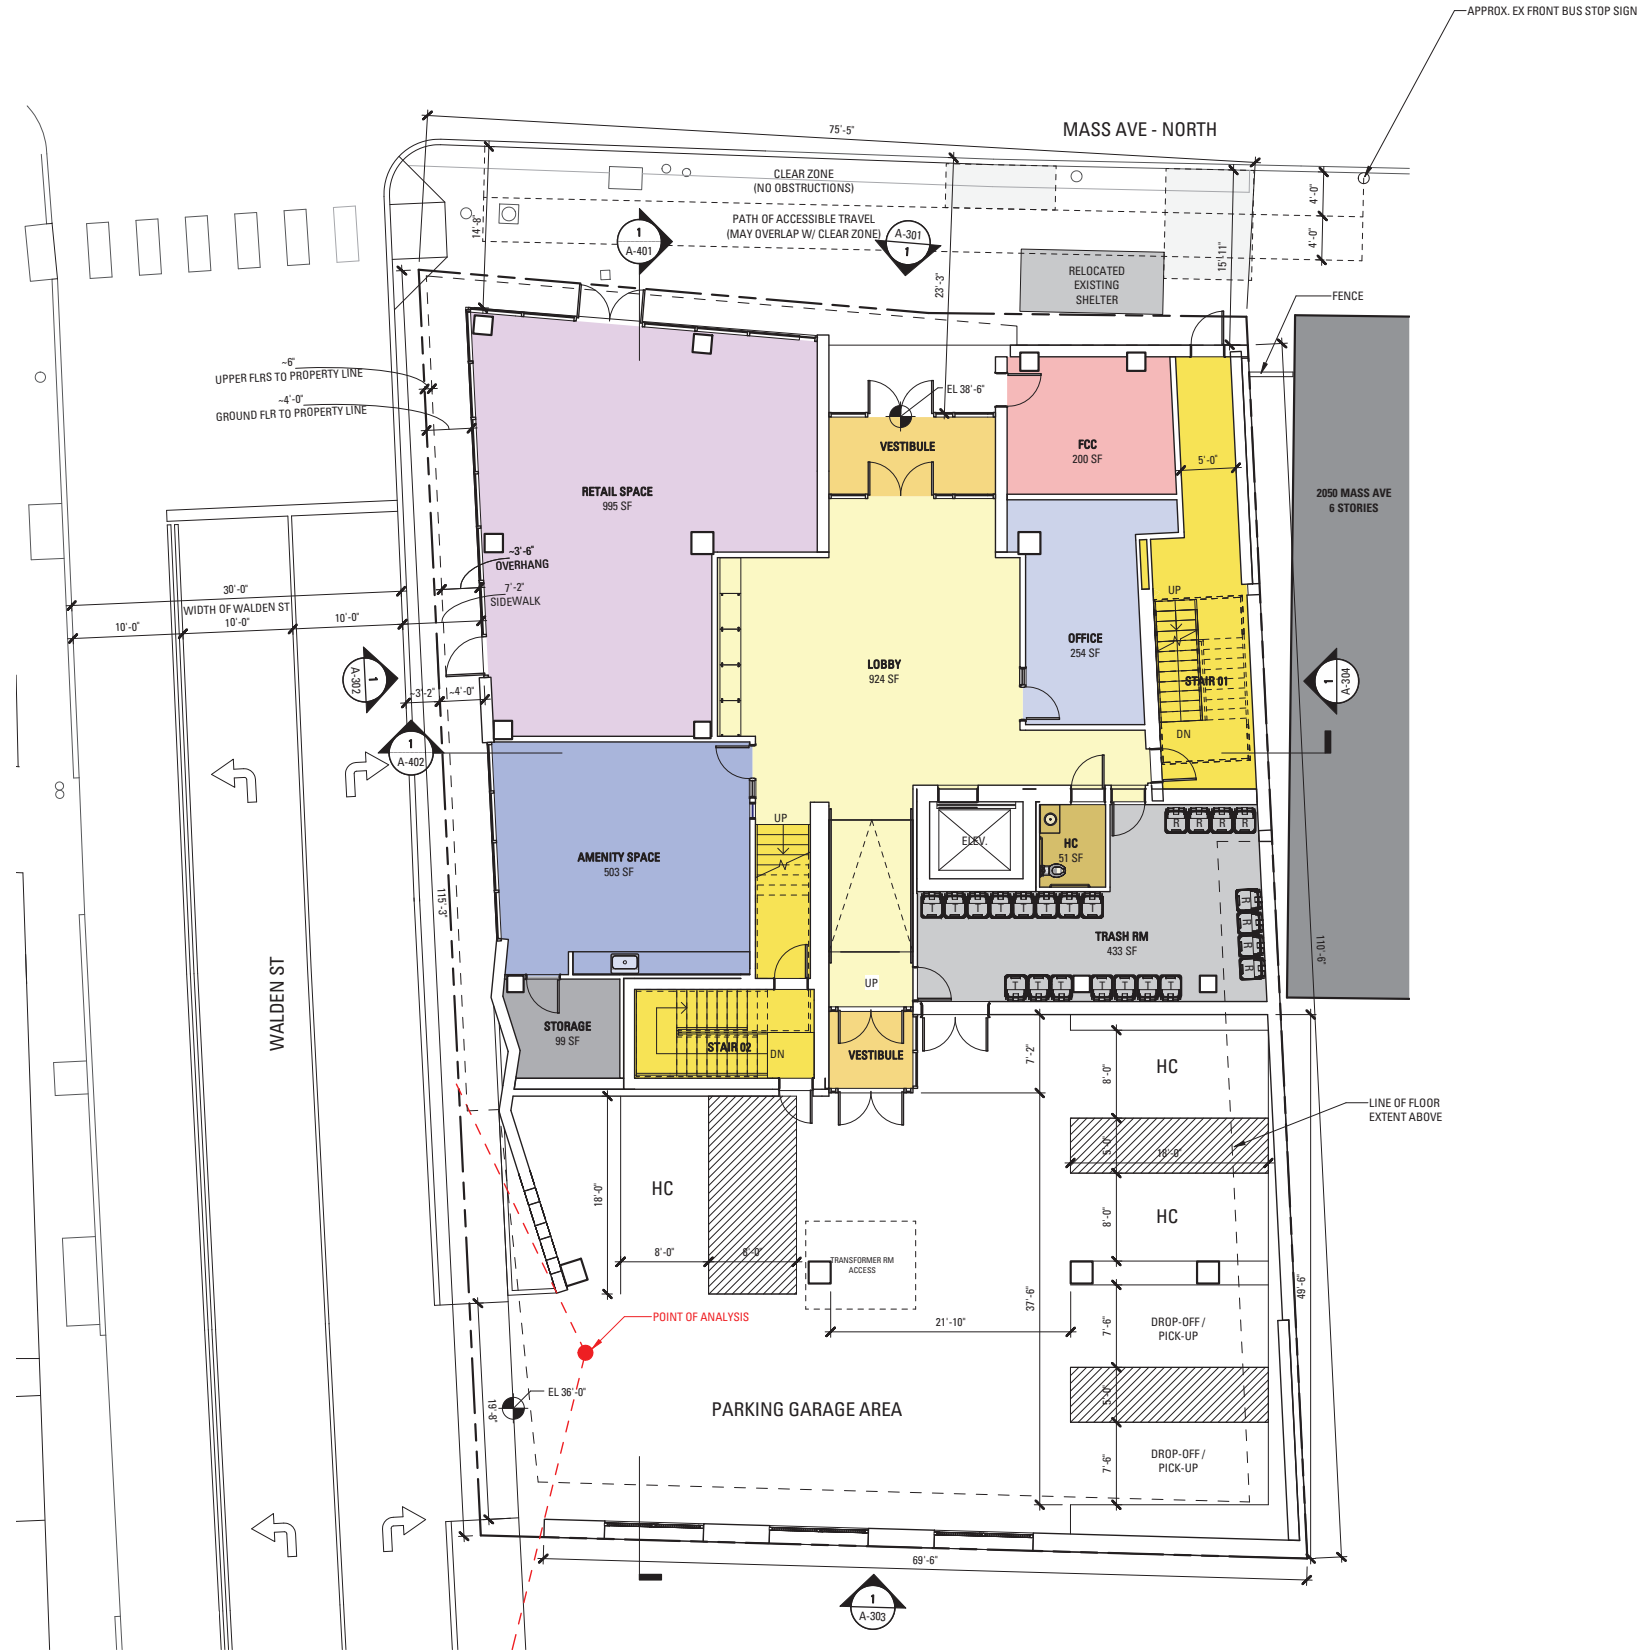 APPROX. EX FRONT BUS STOP SIGN
MASS AVE - NORTH
75'-5"
CLEAR ZONE
(NO OBSTRUCTIONS)
PATH OF ACCESSIBLE TRAVEL
(MAY OVERLAP W/ CLEAR ZONE)
14'-8"
1
A-401
A-301
1
4'-0"
4'-0"
15'-11"
23'-3"
RELOCATED
EXISTING
SHELTER
FENCE
~6"
UPPER FLRS TO PROPERTY LINE
~4'-0"
GROUND FLR TO PROPERTY LINE
EL 38'-6"
VESTIBULE
FCC
200 SF
5'-0"
RETAIL SPACE
995 SF
2050 MASS AVE
6 STORIES
~3'-6"
OVERHANG
7'-2"
SIDEWALK
30'-0"
WIDTH OF WALDEN ST
10'-0"
10'-0"
10'-0"
UP
OFFICE
254 SF
LOBBY
924 SF
STAIR 01
1
A-302
~3'-2"
~4'-0"
1
A-304
DN
1
A-402
UP
R
R
R
R
ELEV.
HC
51 SF
AMENITY SPACE
503 SF
115'-3"
T
T
T
T
T
T
T
T
R
R
R
R
TRASH RM
433 SF
110'-6"
UP
T
T
T
T
T
T
T
WALDEN ST
STORAGE
99 SF
STAIR 02
DN
VESTIBULE
7'-2"
8'-0"
HC
LINE OF FLOOR
EXTENT ABOVE
5'-0"
18'-0"
18'-0"
HC
8'-0"
HC
8'-0"
8'-0"
TRANSFORMER RM
ACCESS
37'-6"
49'-6"
POINT OF ANALYSIS
21'-10"
7'-6"
DROP-OFF /
PICK-UP
EL 36'-0"
19'-8"
PARKING GARAGE AREA
5'-0"
7'-6"
DROP-OFF /
PICK-UP
69'-6"
1
A-303